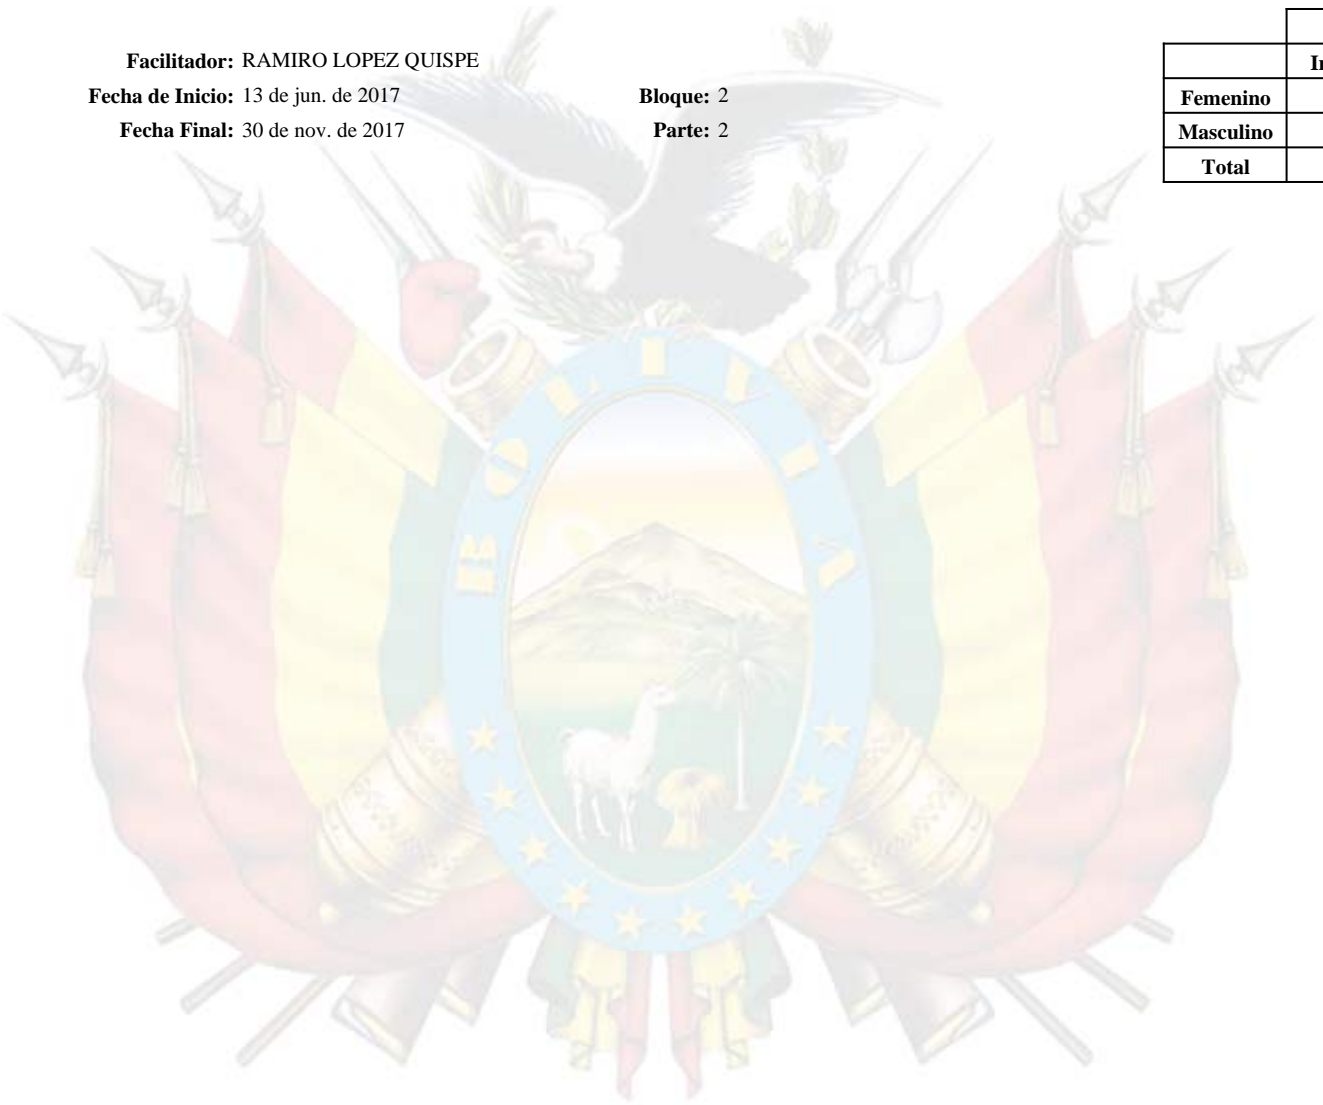 Facilitador: RAMIRO LOPEZ QUISPE
Fecha de Inicio: 13 de jun. de 2017 Bloque: 2
Fecha Final: 30 de nov. de 2017 Parte: 2
Femenino
Masculino
Total
BOLIVIA